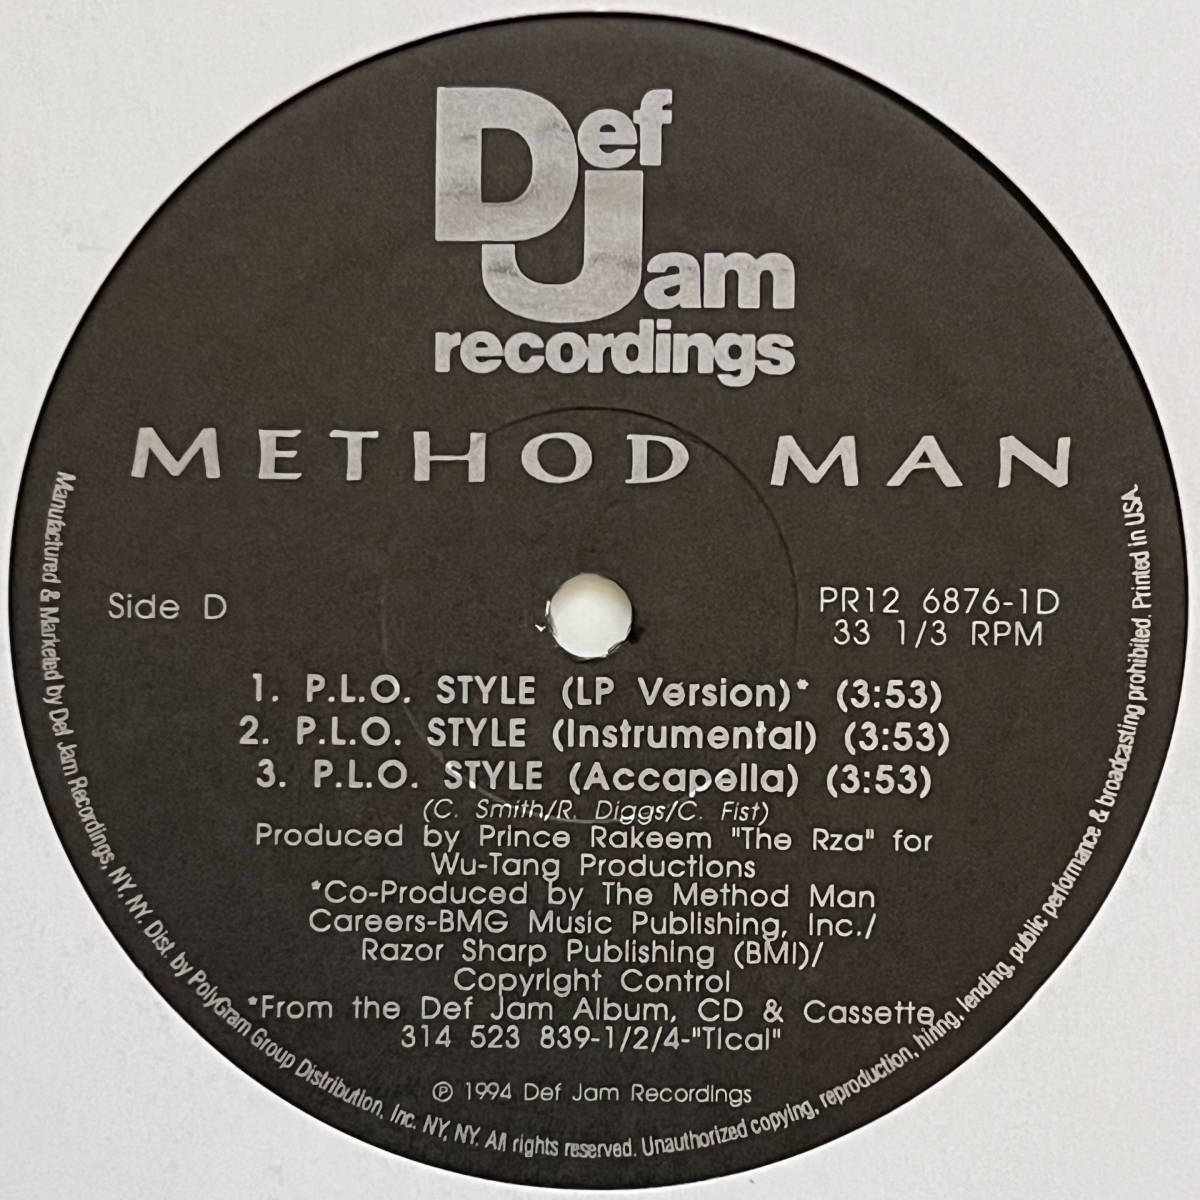 Def
Jam
recordings
METHOD MAN
Side D
PR12 6876-1D
33 1/3 RPM
1. P.L.O. STYLE (LP Version)* (3:53)
2. P.L.O. STYLE (Instrumental) (3:53)
3. P.L.O. STYLE (Accapella) (3:53)
(C. Smith/R. Diggs/C. Fist)
Produced by Prince Rakeem "The Rza" for
Wu-Tang Productions
*Co-Produced by The Method Man
Careers-BMG Music Publishing, Inc./
Razor Sharp Publishing (BMI)/
Copyright Control
*From the Def Jam Album, CD & Cassette
314 523 839-1/2/4-"Tical"
℗ 1994 Def Jam Recordings
Manufactured & Marketed by Def Jam Recordings, NY, NY. Dist. by PolyGram Group Distribution, Inc. NY, NY. All rights reserved. Unauthorized copying, reproduction, hiring, lending, public performance & broadcasting prohibited. Printed in USA.